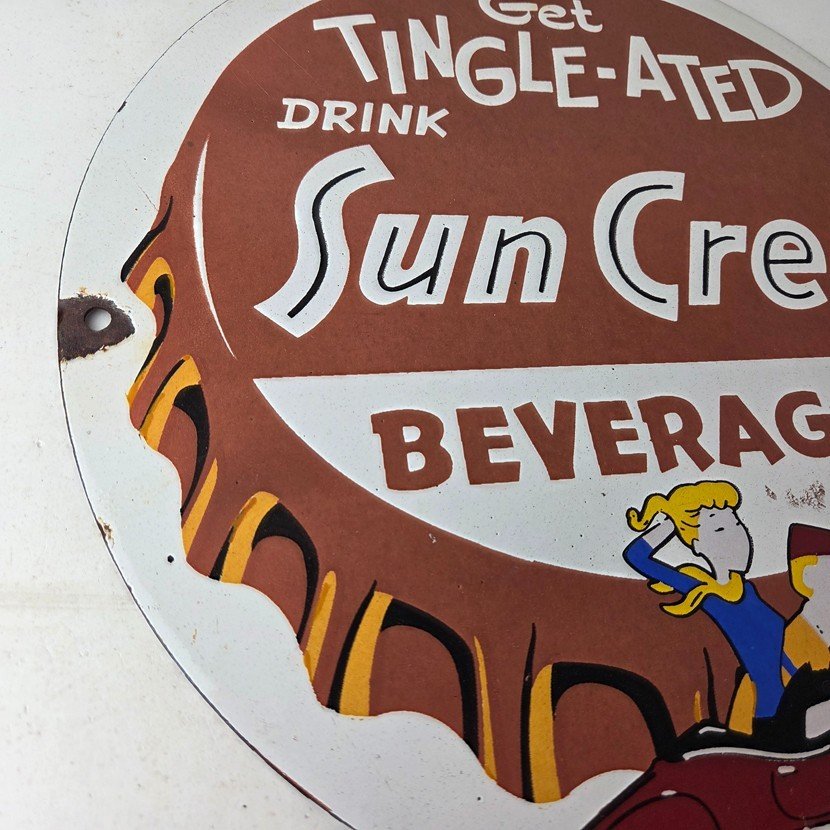 Get
TINGLE-ATED
DRINK
Sun Cre
BEVERAG